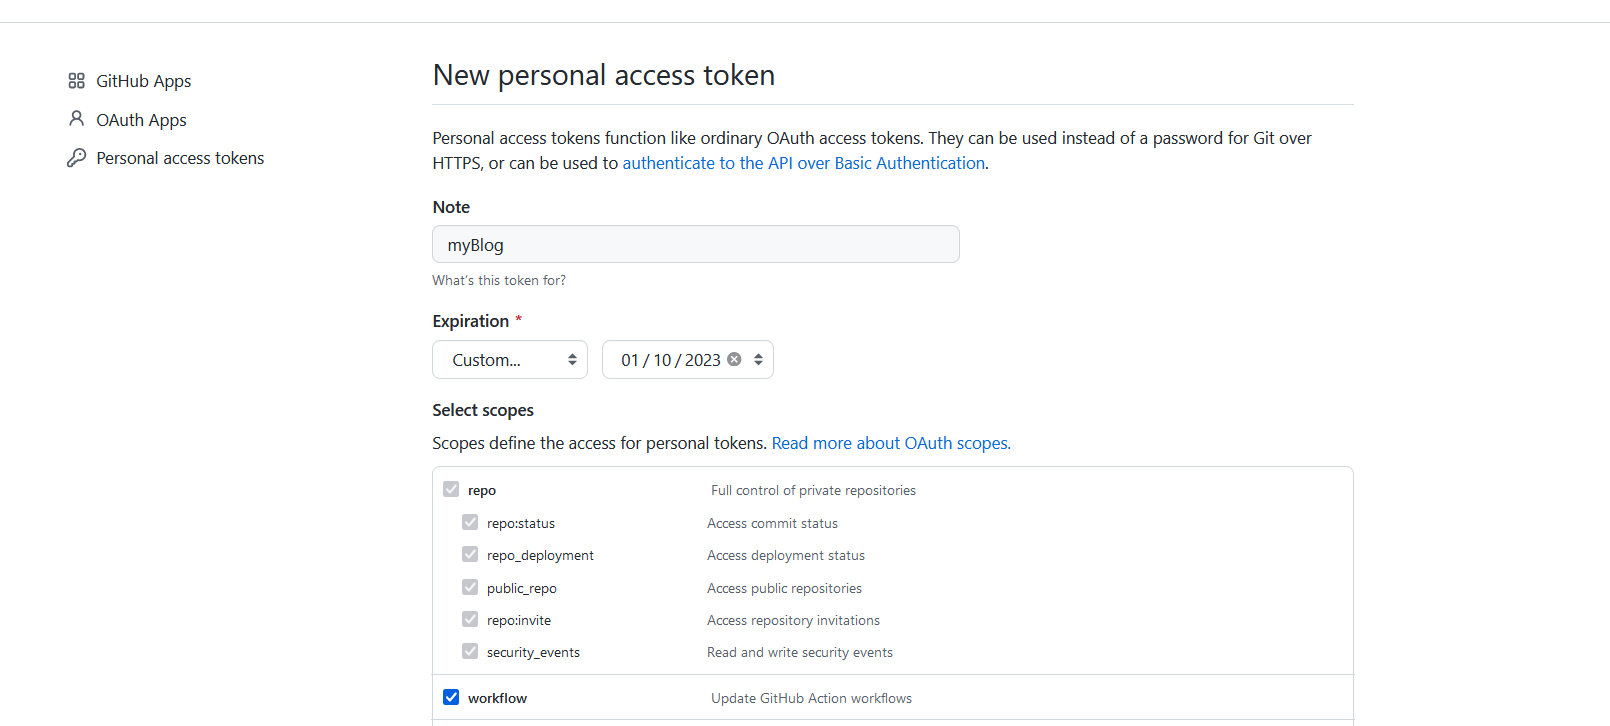 GitHub Apps
OAuth Apps
Personal access tokens
New personal access token
Personal access tokens function like ordinary OAuth access tokens. They can be used instead of a password for Git over
HTTPS, or can be used to authenticate to the API over Basic Authentication.
Note
myBlog
What's this token for?
Expiration *
Custom... 01 / 10 / 2023
Select scopes
Scopes define the access for personal tokens. Read more about OAuth scopes.
repo Full control of private repositories
repo:status Access commit status
repo_deployment Access deployment status
public_repo Access public repositories
repo:invite Access repository invitations
security_events Read and write security events
workflow Update GitHub Action workflows